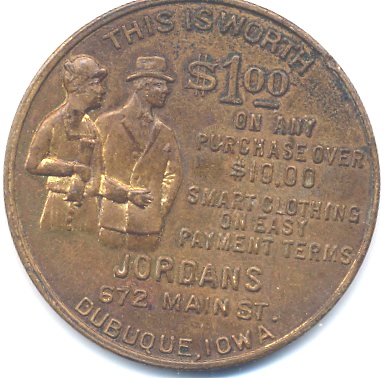 THIS IS WORTH
$1.00
ON ANY
PURCHASE OVER
$10.00
SMART CLOTHING
ON EASY
PAYMENT TERMS
JORDANS
672 MAIN ST.
DUBUQUE, IOWA